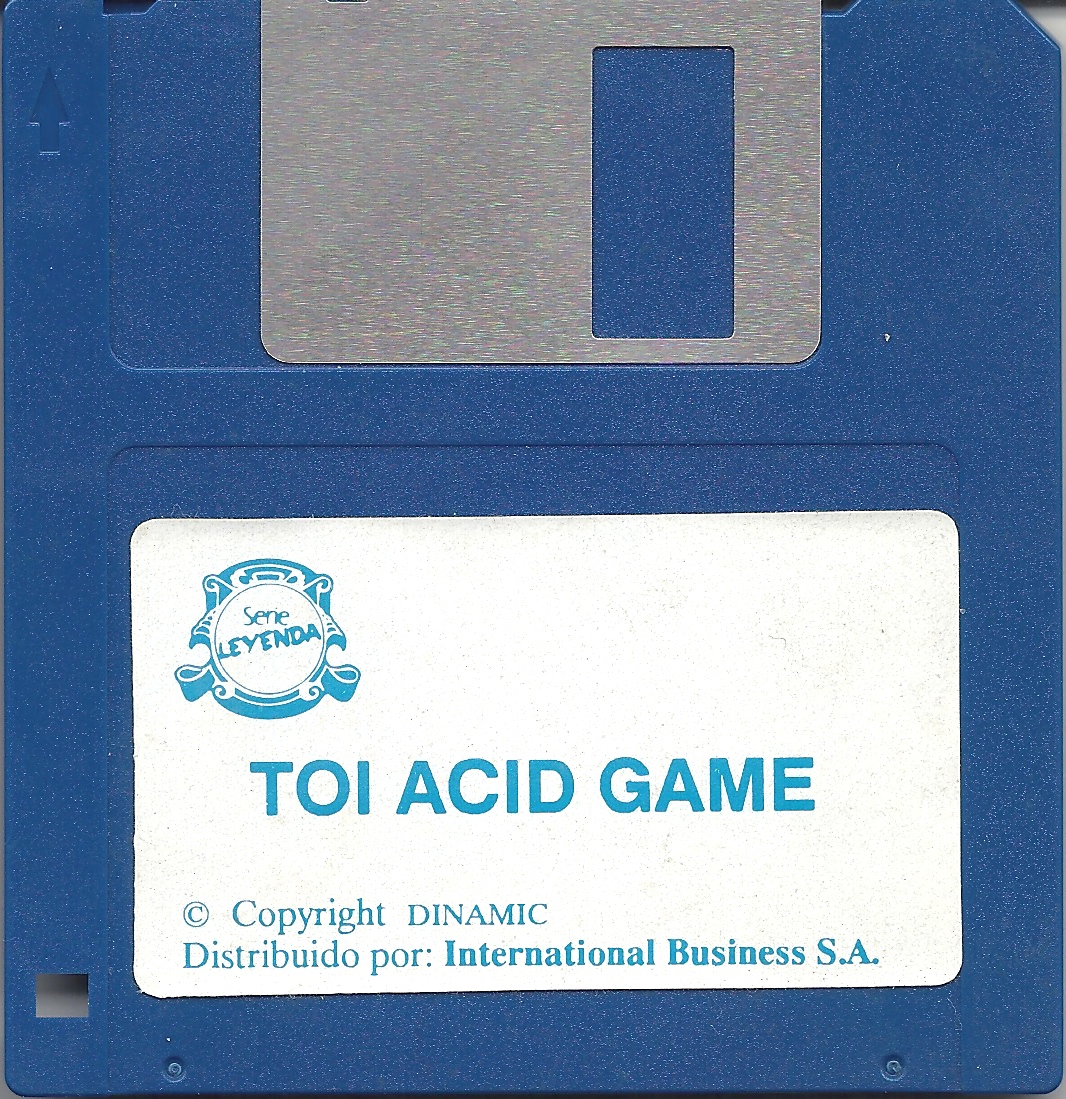 Serie
LEYENDA
TOI ACID GAME
© Copyright DINAMIC
Distribuido por: International Business S.A.